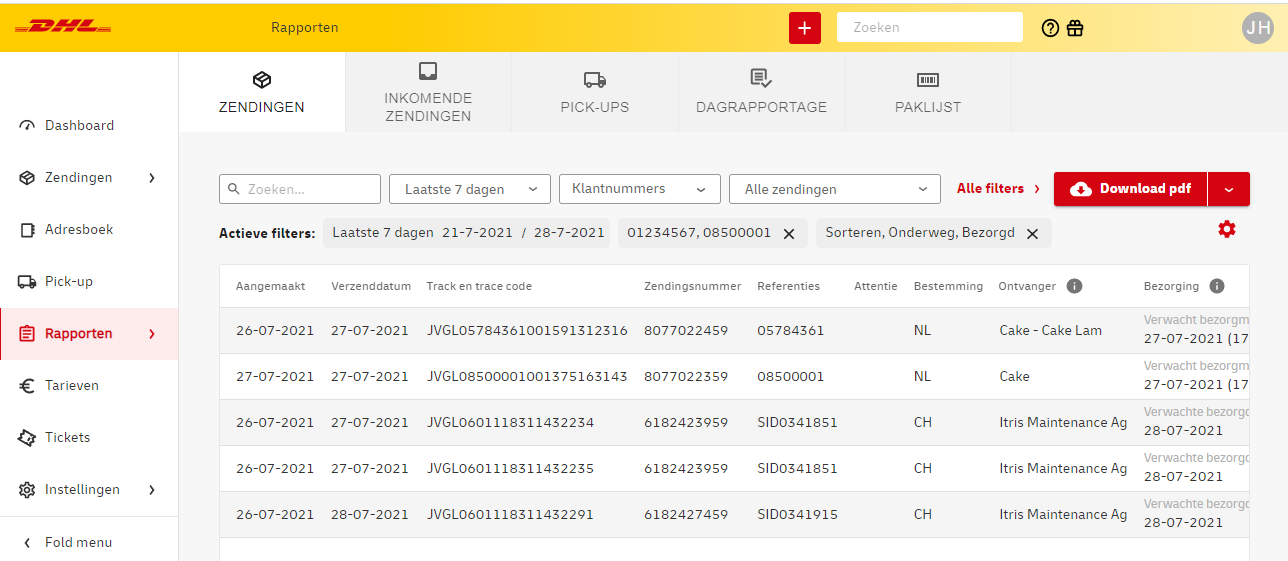 DHL
Rapporten
+
Zoeken
JH
Dashboard
Zendingen
Adresboek
Pick-up
Rapporten
Tarieven
Tickets
Instellingen
Fold menu
ZENDINGEN
INKOMENDE
ZENDINGEN
PICK-UPS
DAGRAPPORTAGE
PAKLIJST
Zoeken... Laatste 7 dagen Klantnummers Alle zendingen Alle filters Download pdf
Actieve filters: Laatste 7 dagen 21-7-2021 / 28-7-2021 01234567, 08500001 Sorteren, Onderweg, Bezorgd
Aangemaakt Verzenddatum Track en trace code Zendingsnummer Referenties Attentie Bestemming Ontvanger Bezorging
Verwacht bezorgm
26-07-2021 27-07-2021 JVGL05784361001591312316 8077022459 05784361 NL Cake - Cake Lam 27-07-2021 (17
Verwacht bezorgm
27-07-2021 27-07-2021 JVGL08500001001375163143 8077022359 08500001 NL Cake 27-07-2021 (17
Verwachte bezorgd
26-07-2021 27-07-2021 JVGL0601118311432234 6182423959 SID0341851 CH Itris Maintenance Ag 28-07-2021
Verwachte bezorgd
26-07-2021 27-07-2021 JVGL0601118311432235 6182423959 SID0341851 CH Itris Maintenance Ag 28-07-2021
Verwachte bezorgd
26-07-2021 28-07-2021 JVGL0601118311432291 6182427459 SID0341915 CH Itris Maintenance Ag 28-07-2021